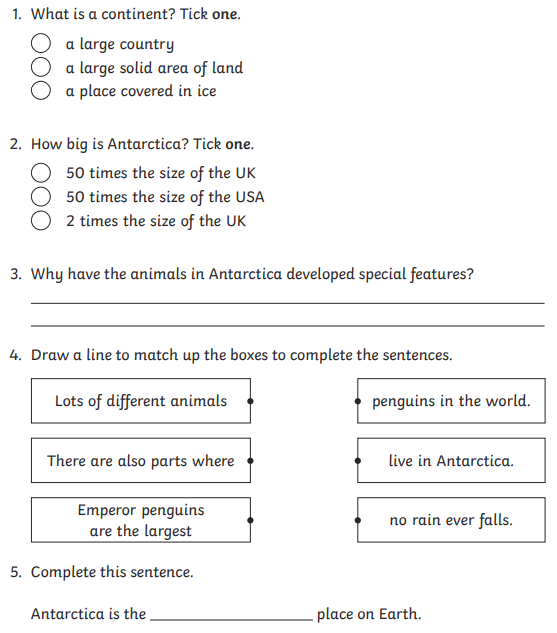 1. What is a continent? Tick one.
a large country
a large solid area of land
a place covered in ice
2. How big is Antarctica? Tick one.
50 times the size of the UK
50 times the size of the USA
2 times the size of the UK
3. Why have the animals in Antarctica developed special features?
4. Draw a line to match up the boxes to complete the sentences.
Lots of different animals
penguins in the world.
There are also parts where
live in Antarctica.
Emperor penguins
are the largest
no rain ever falls.
5. Complete this sentence.
Antarctica is the ____________________ place on Earth.